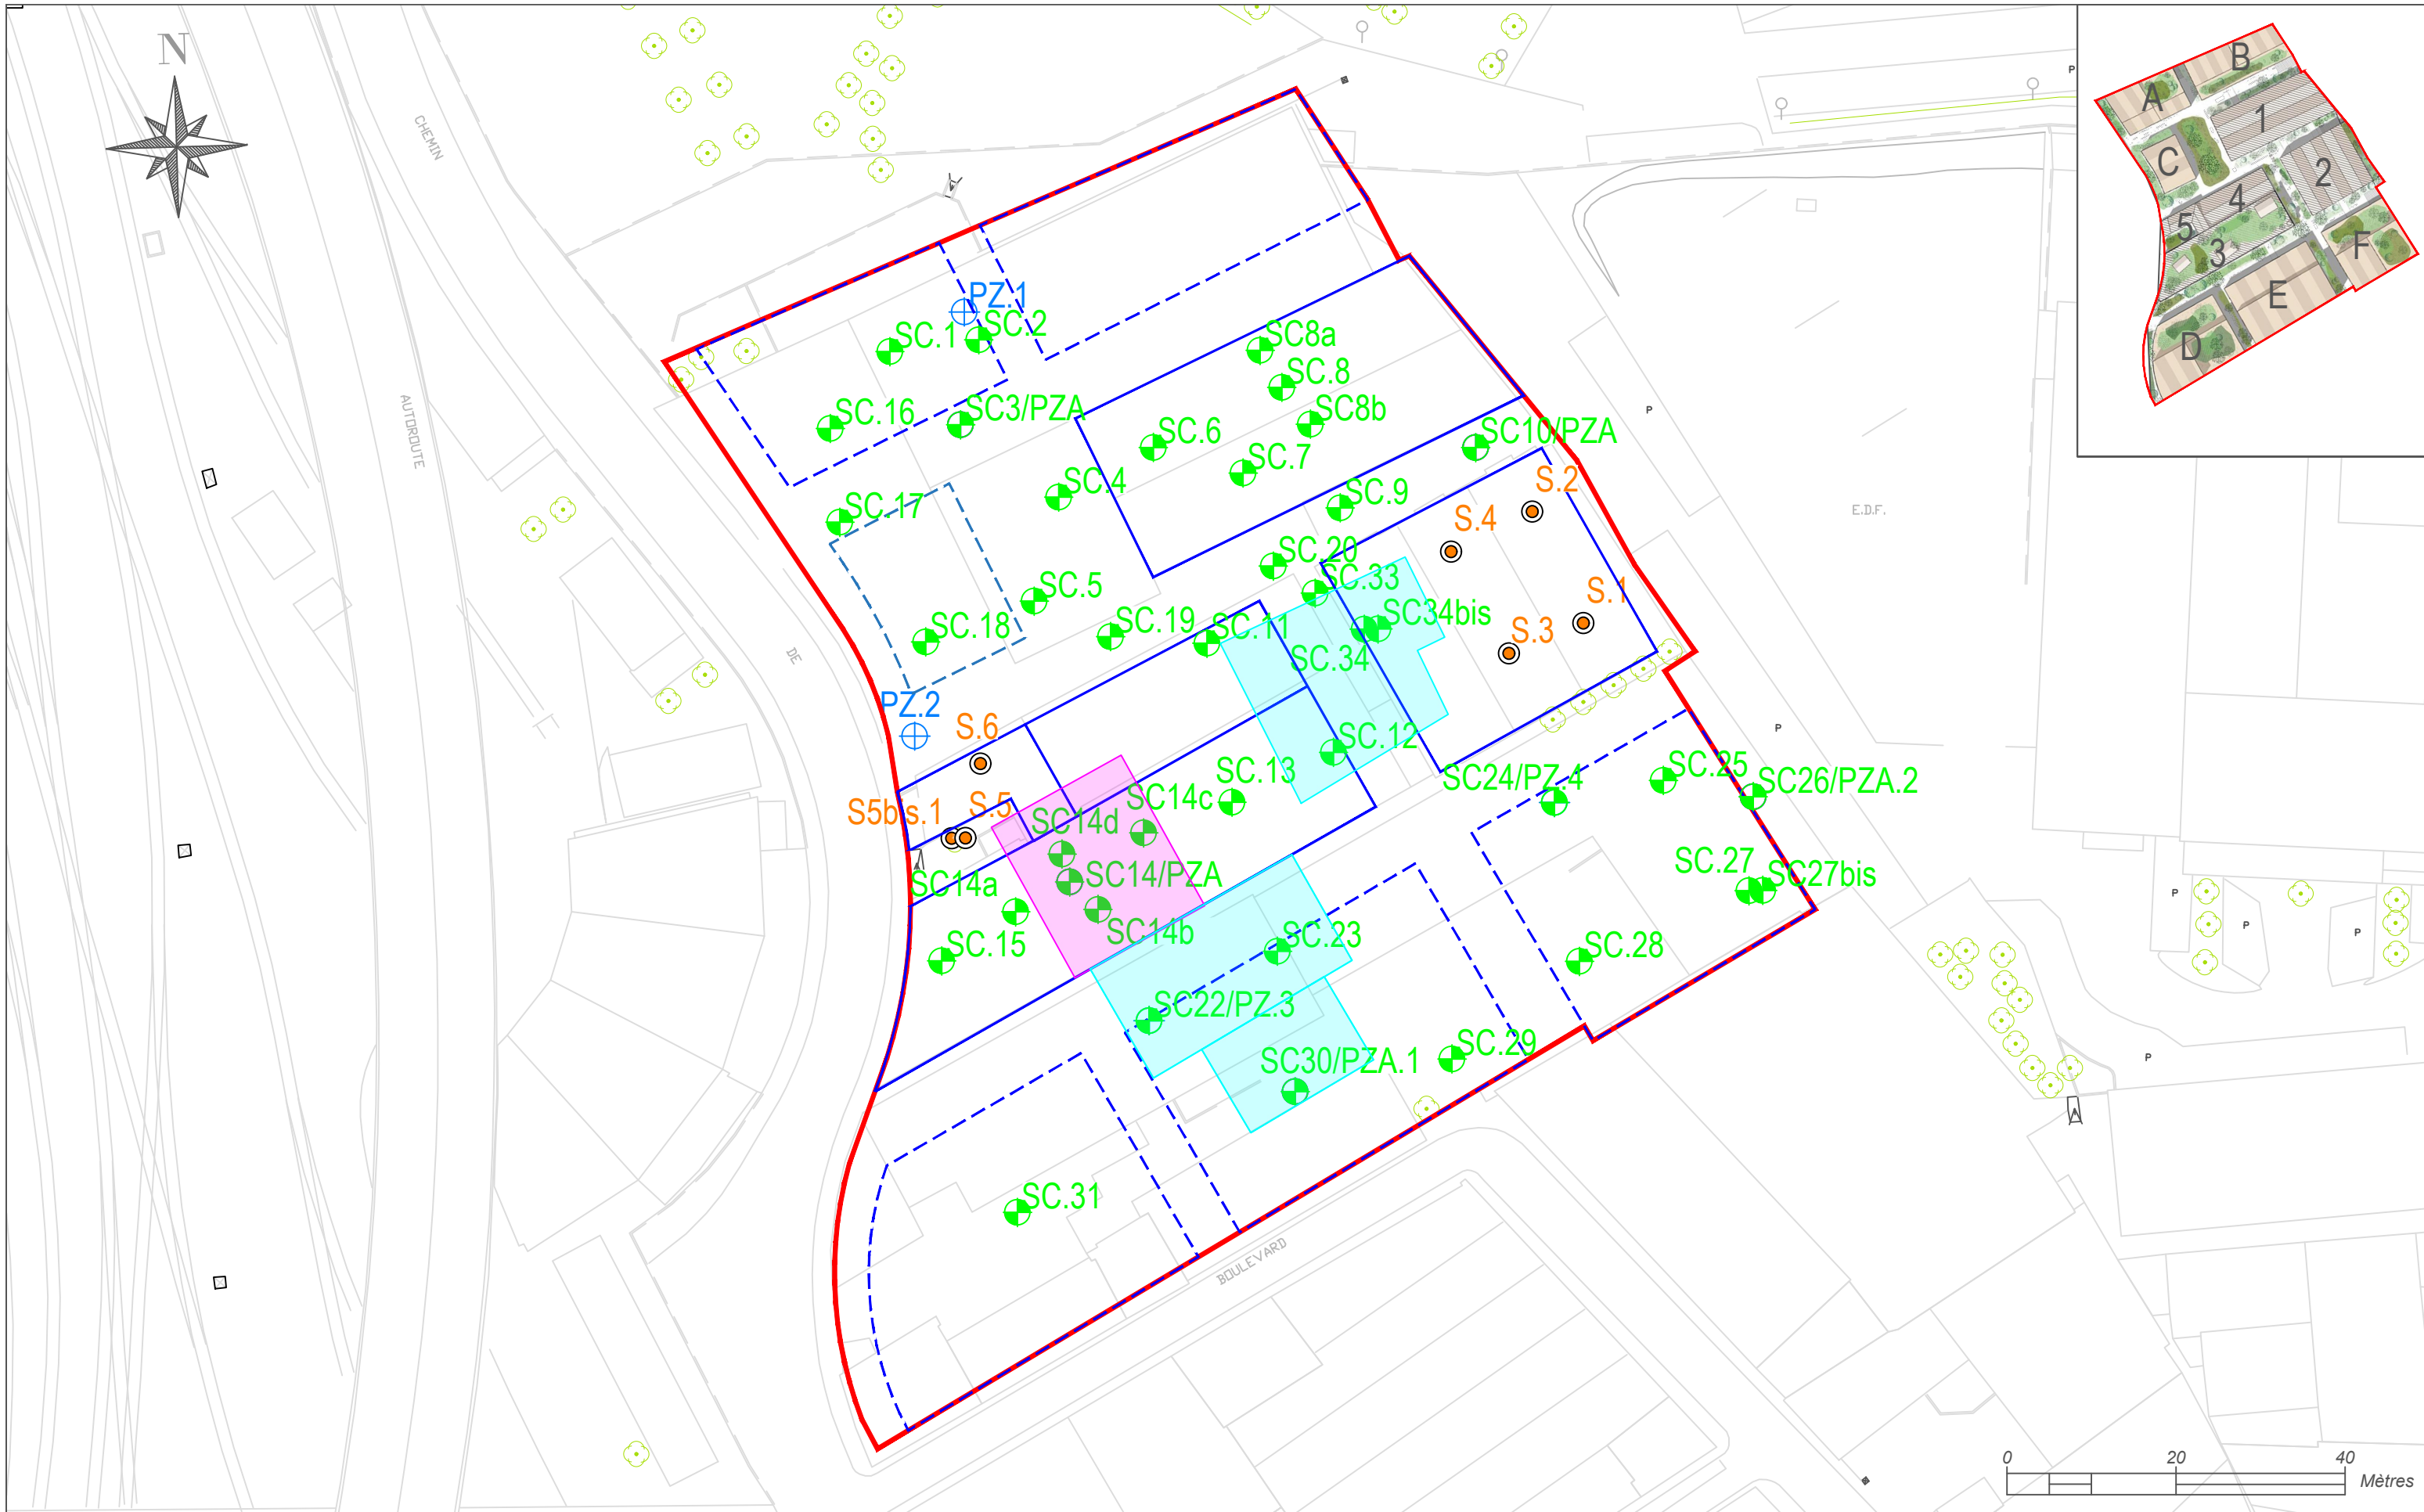 N
CHEMIN
AUTOROUTE
DE
BOULEVARD
E.D.F.
P
P
P
P
P
P
P
PZ.1
SC.1
SC.2
SC8a
SC.8
SC.16
SC3/PZA
SC8b
SC.6
SC10/PZA
SC.7
S.2
SC.4
SC.9
SC.17
S.4
SC.20
SC.33
SC.5
S.1
SC34bis
SC.18
SC.19
SC.11
S.3
SC.34
PZ.2
S.6
SC.12
SC.13
SC24/PZ.4
SC.25
SC26/PZA.2
S5bis.1
S.5
SC14c
SC14d
SC.27
SC27bis
SC14a
SC14/PZA
SC14b
SC.15
SC.23
SC.28
SC22/PZ.3
SC30/PZA.1
SC.29
SC.31
A
B
1
C
2
4
5
3
F
E
D
0 20 40
Mètres